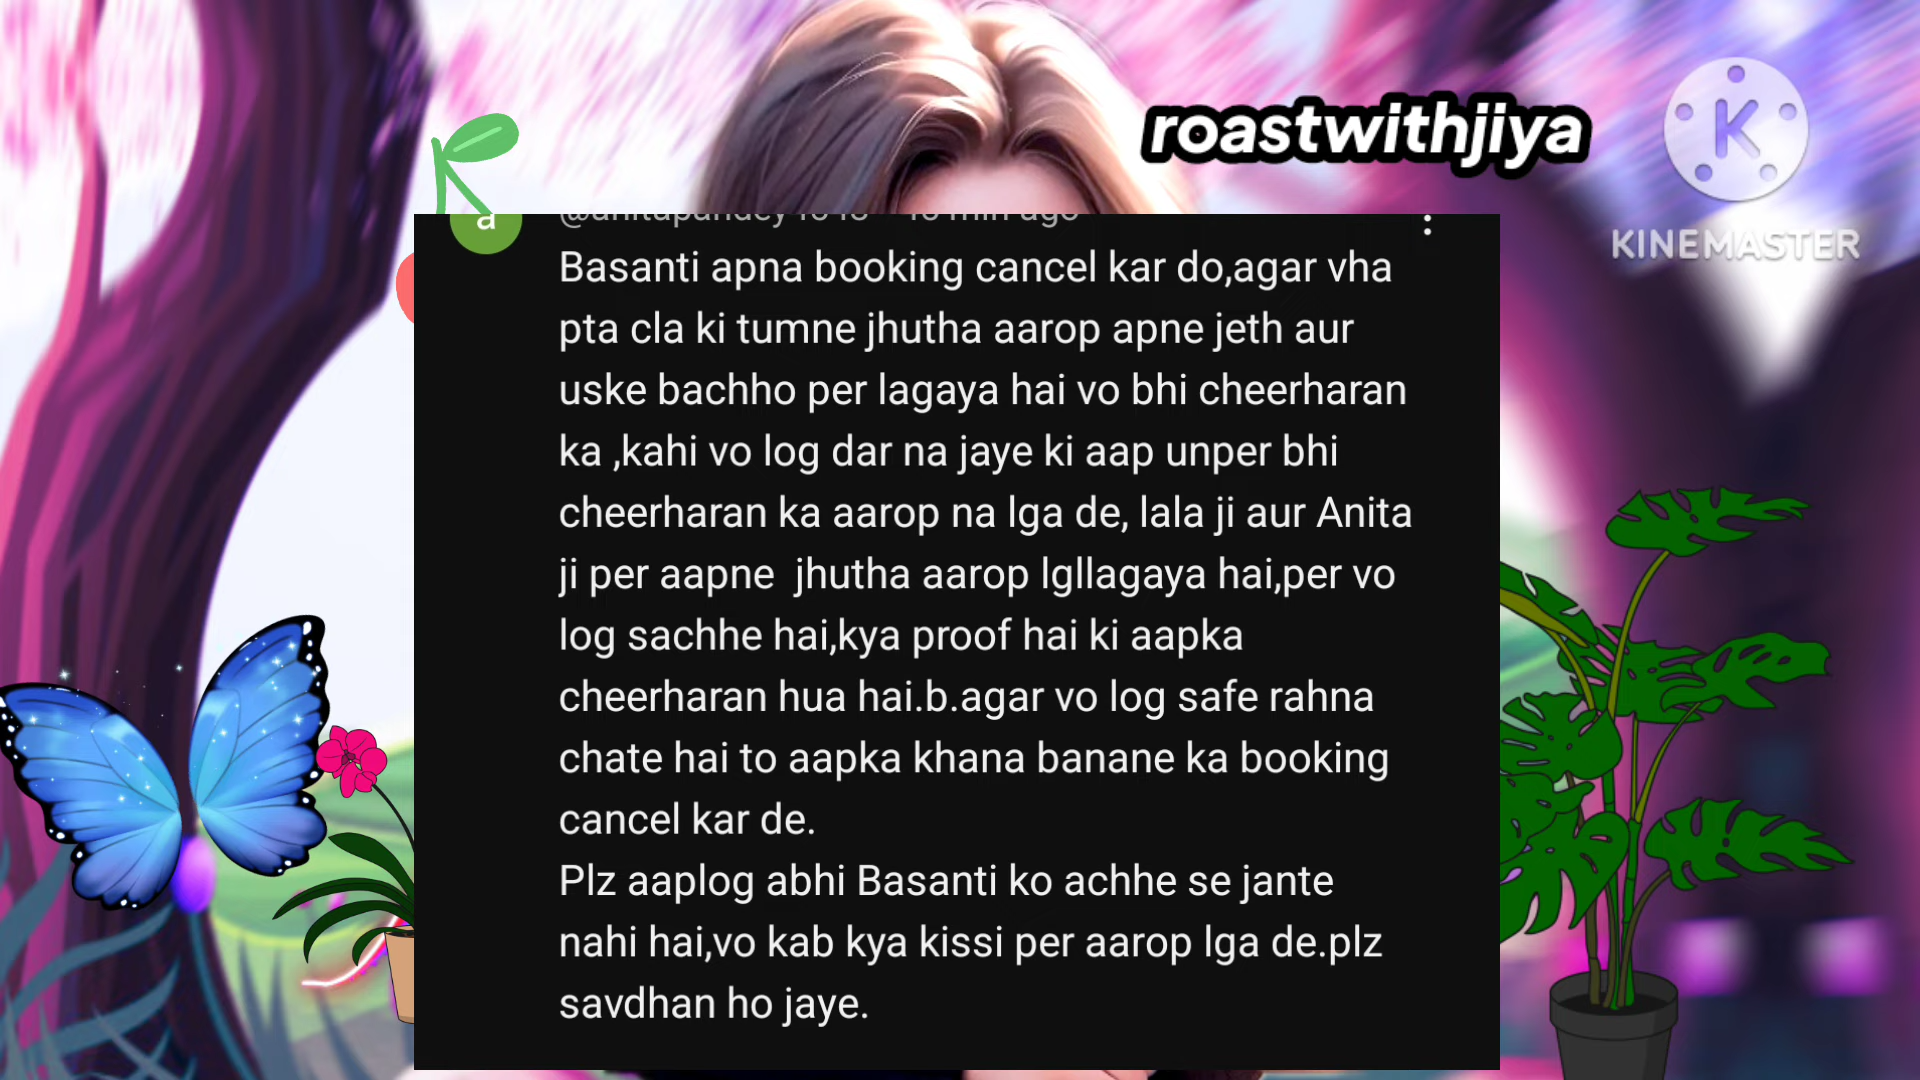 roastwithjiya
KINEMASTER
a
Basanti apna booking cancel kar do,agar vha
pta cla ki tumne jhutha aarop apne jeth aur
uske bachho per lagaya hai vo bhi cheerharan
ka ,kahi vo log dar na jaye ki aap unper bhi
cheerharan ka aarop na lga de, lala ji aur Anita
ji per aapne  jhutha aarop lgllagaya hai,per vo
log sachhe hai,kya proof hai ki aapka
cheerharan hua hai.b.agar vo log safe rahna
chate hai to aapka khana banane ka booking
cancel kar de.
Plz aaplog abhi Basanti ko achhe se jante
nahi hai,vo kab kya kissi per aarop lga de.plz
savdhan ho jaye.